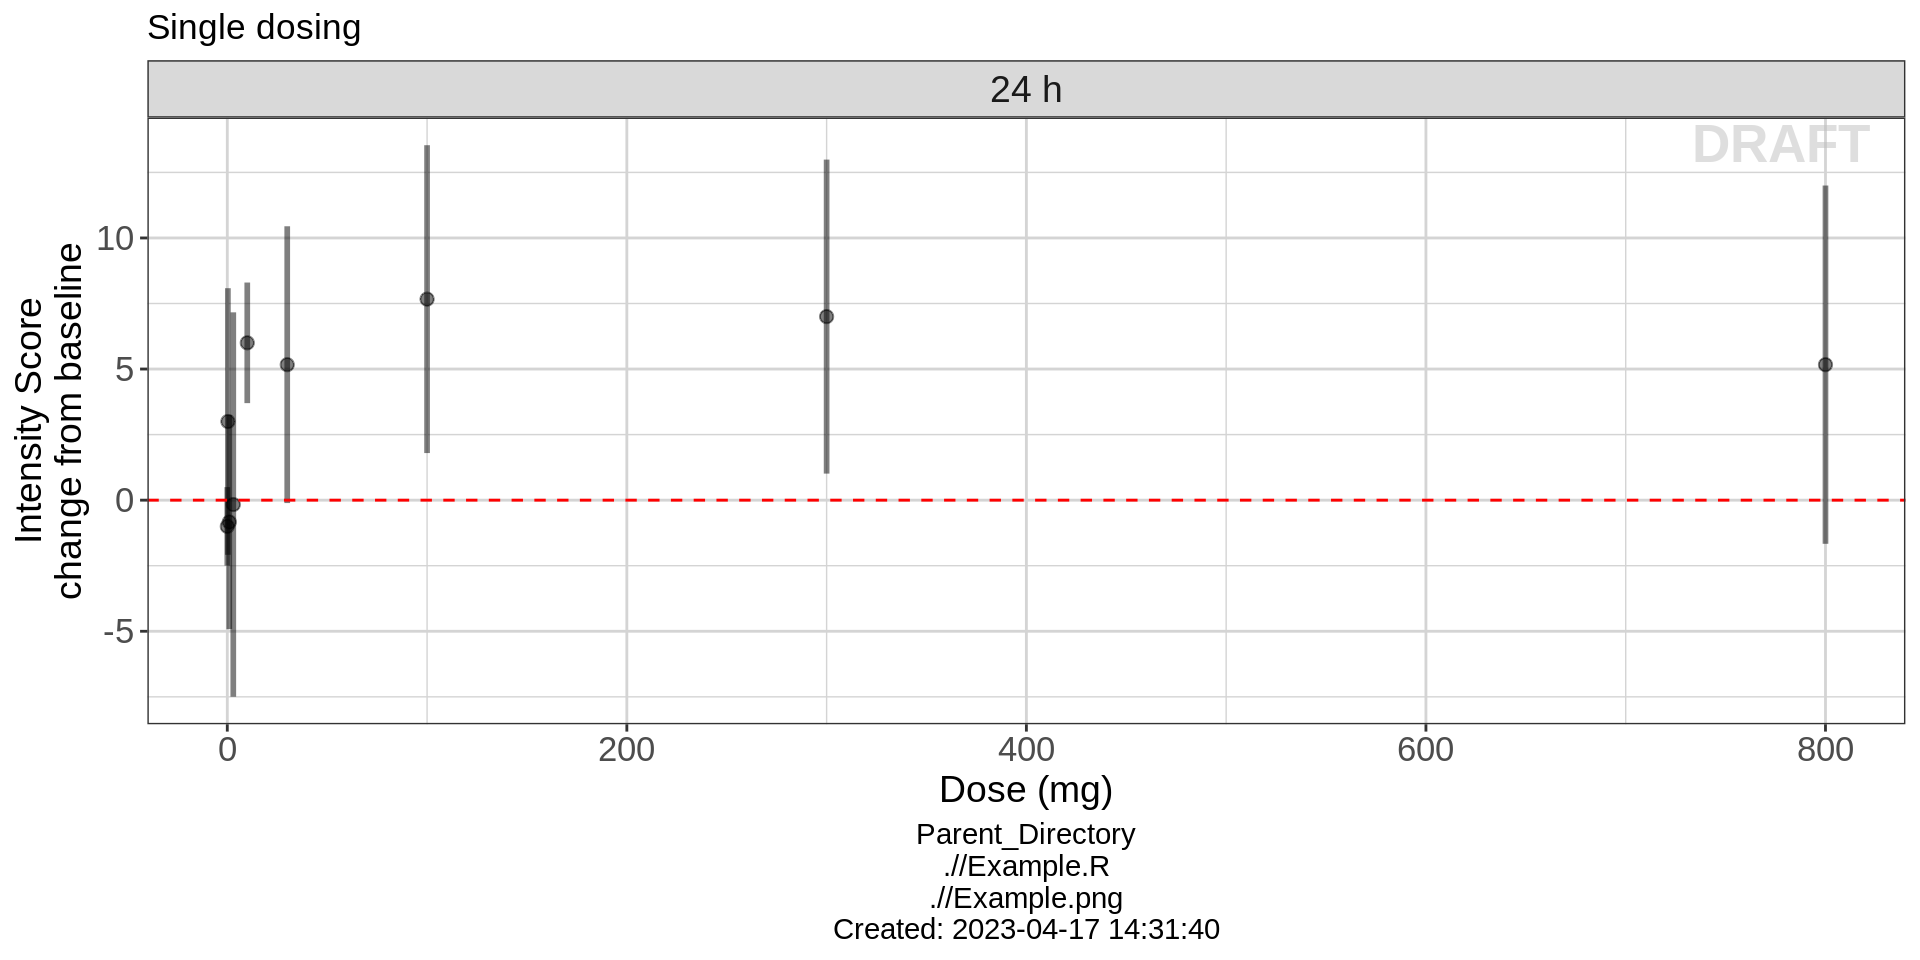 Single dosing
24 h
DRAFT
10
5
0
-5
Intensity Score
change from baseline
0 200 400 600 800
Dose (mg)
Parent_Directory
.//Example.R
.//Example.png
Created: 2023-04-17 14:31:40